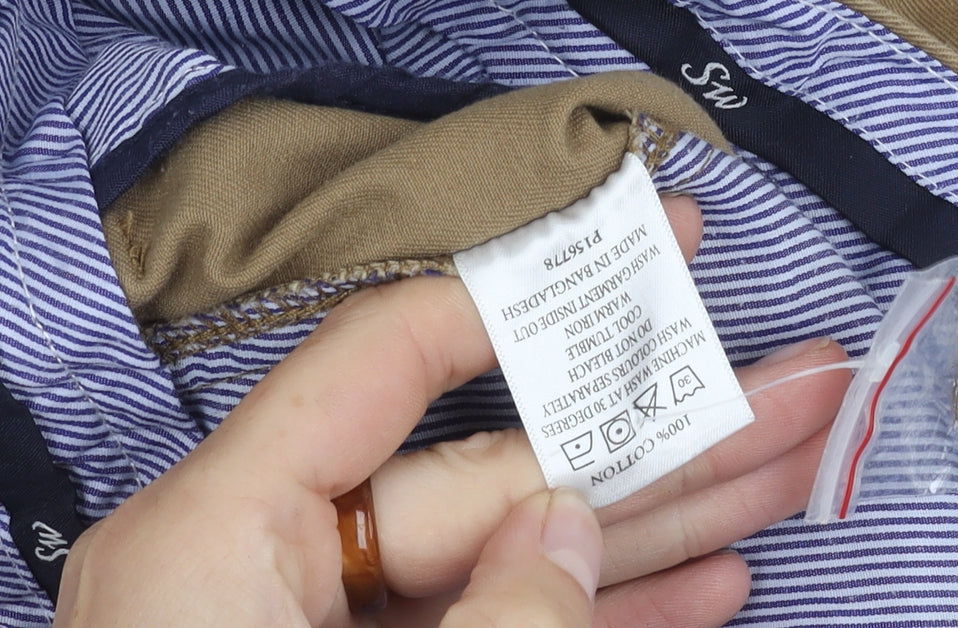 100% COTTON
30
MACHINE WASH AT 30 DEGREES
WASH COLOURS SEPARATELY
DO NOT BLEACH
COOL TUMBLE
WARM IRON
WASH GARMENT INSIDE OUT
MADE IN BANGLADESH
P156778
SW
SW